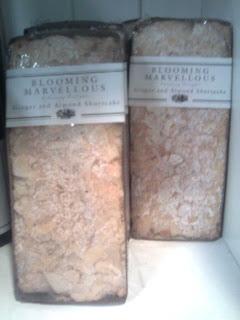 BLOOMING
MARVELLOUS
Ginger and Almond Shortcake
BLOOMING
MARVELLOUS
Ginger and Almond Shortcake